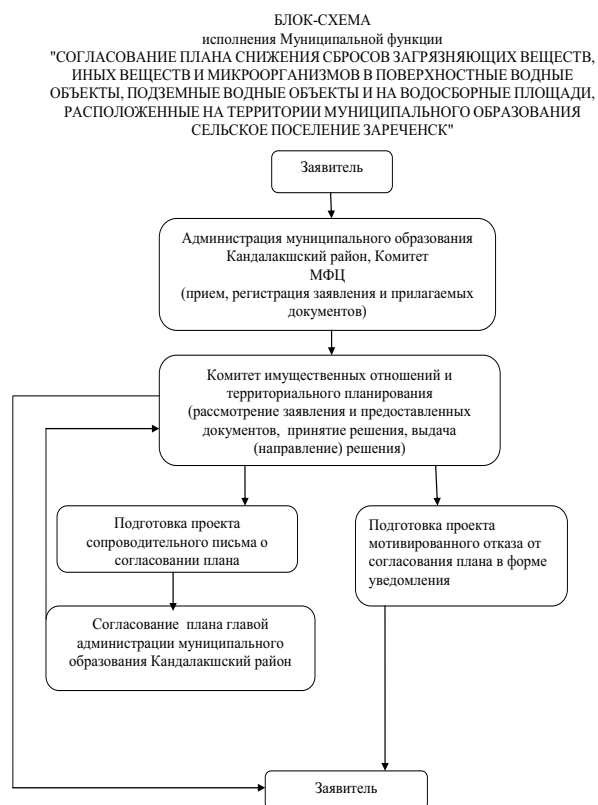 БЛОК-СХЕМА
исполнения Муниципальной функции
"СОГЛАСОВАНИЕ ПЛАНА СНИЖЕНИЯ СБРОСОВ ЗАГРЯЗНЯЮЩИХ ВЕЩЕСТВ,
ИНЫХ ВЕЩЕСТВ И МИКРООРГАНИЗМОВ В ПОВЕРХНОСТНЫЕ ВОДНЫЕ
ОБЪЕКТЫ, ПОДЗЕМНЫЕ ВОДНЫЕ ОБЪЕКТЫ И НА ВОДОСБОРНЫЕ ПЛОЩАДИ,
РАСПОЛОЖЕННЫЕ НА ТЕРРИТОРИИ МУНИЦИПАЛЬНОГО ОБРАЗОВАНИЯ
СЕЛЬСКОЕ ПОСЕЛЕНИЕ ЗАРЕЧЕНСК"
Заявитель
Администрация муниципального образования
Кандалакшский район, Комитет
МФЦ
(прием, регистрация заявления и прилагаемых
документов)
Комитет имущественных отношений и
территориального планирования
(рассмотрение заявления и предоставленных
документов, принятие решения, выдача
(направление) решения)
Подготовка проекта
сопроводительного письма о
согласовании плана
Подготовка проекта
мотивированного отказа от
согласования плана в форме
уведомления
Согласование плана главой
администрации муниципального
образования Кандалакшский район
Заявитель